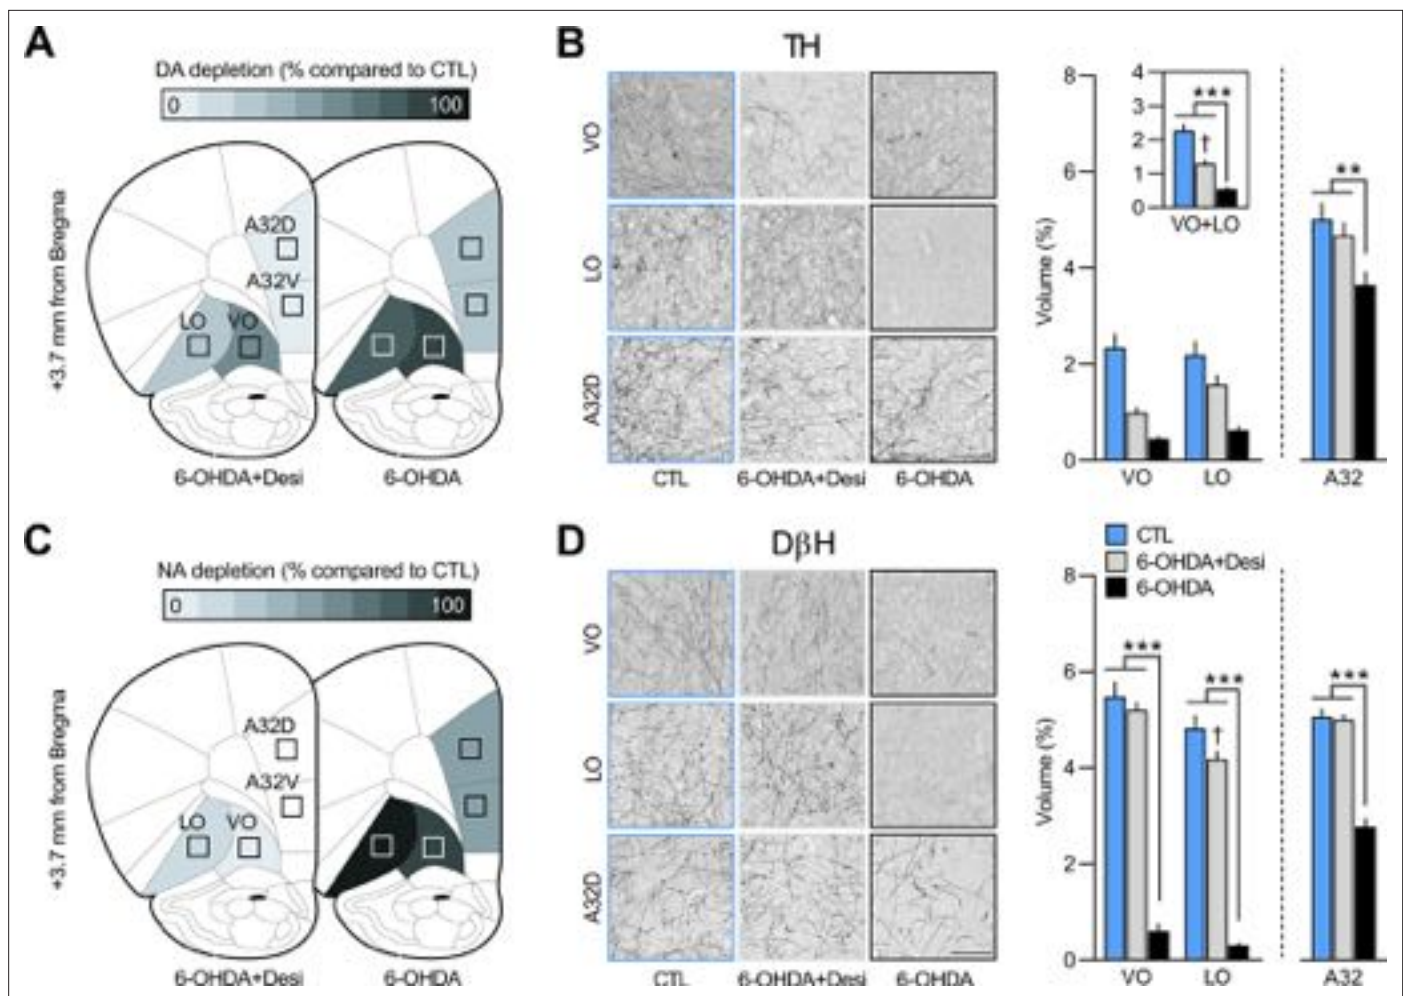 A
DA depletion (% compared to CTL)
0 100
+3.7 mm from Bregma
A32D
A32V
LO VO
6-OHDA+Desi 6-OHDA
B
TH
VO
LO
A32D
CTL 6-OHDA+Desi 6-OHDA
Volume (%)
8
6
4
2
0
4
3
2
1
0
***
†
VO+LO
**
VO LO A32
C
NA depletion (% compared to CTL)
0 100
+3.7 mm from Bregma
A32D
A32V
LO VO
6-OHDA+Desi 6-OHDA
D
DβH
VO
LO
A32D
CTL 6-OHDA+Desi 6-OHDA
CTL
6-OHDA+Desi
6-OHDA
Volume (%)
8
6
4
2
0
***
***
†
***
VO LO A32